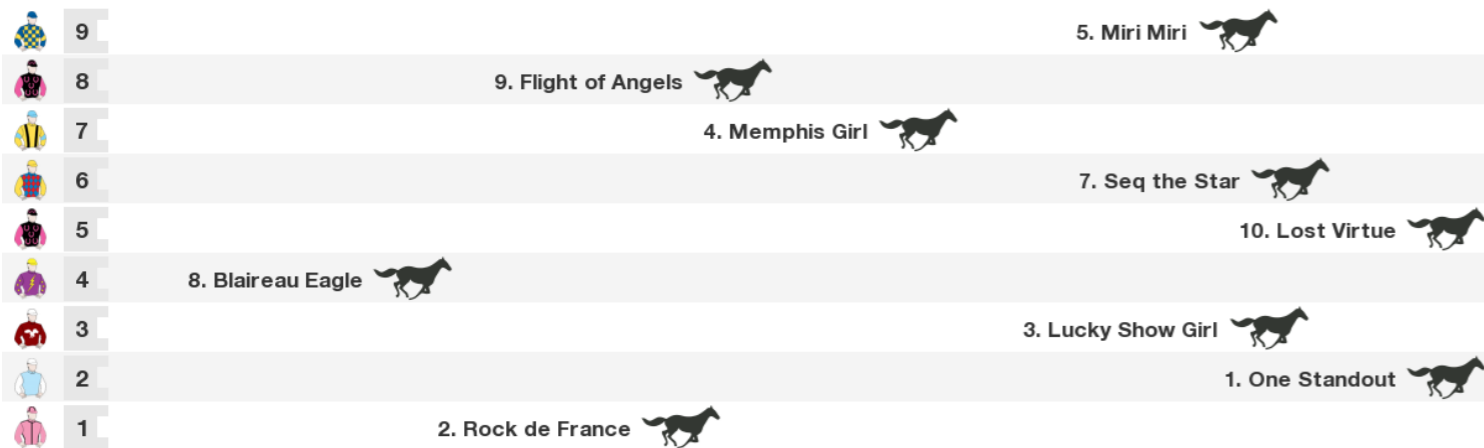 9 5. Miri Miri
8 9. Flight of Angels
7 4. Memphis Girl
6 7. Seq the Star
5 10. Lost Virtue
4 8. Blaireau Eagle
3 3. Lucky Show Girl
2 1. One Standout
1 2. Rock de France